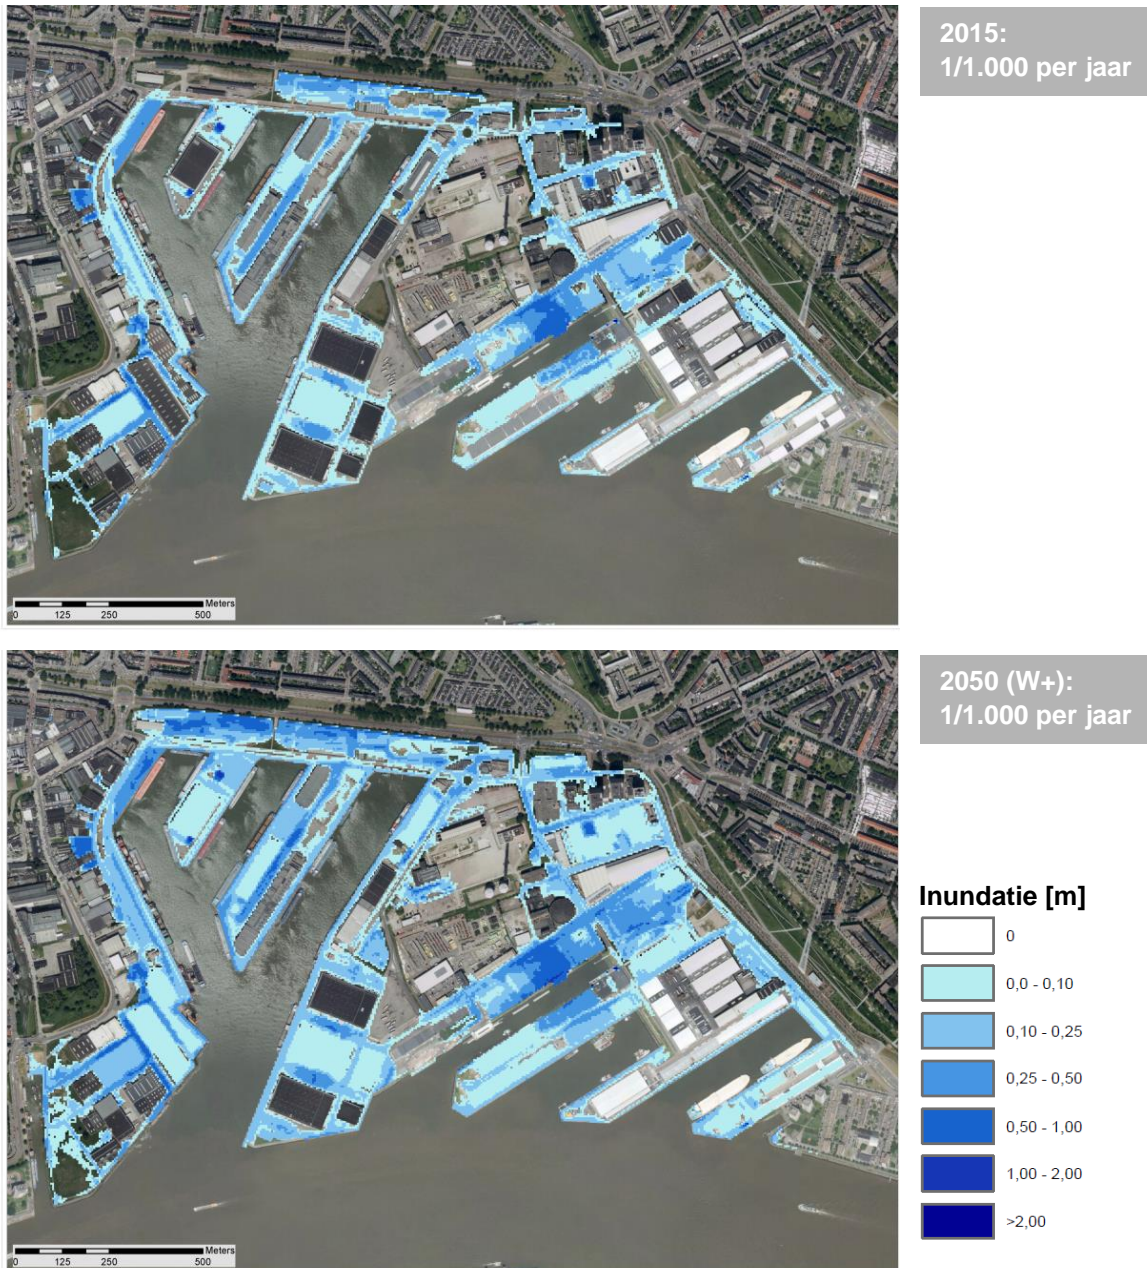 2015:
1/1.000 per jaar
Meters
0 125 250 500
2050 (W+):
1/1.000 per jaar
Inundatie [m]
0
0,0 - 0,10
0,10 - 0,25
0,25 - 0,50
0,50 - 1,00
1,00 - 2,00
>2,00
Meters
0 125 250 500